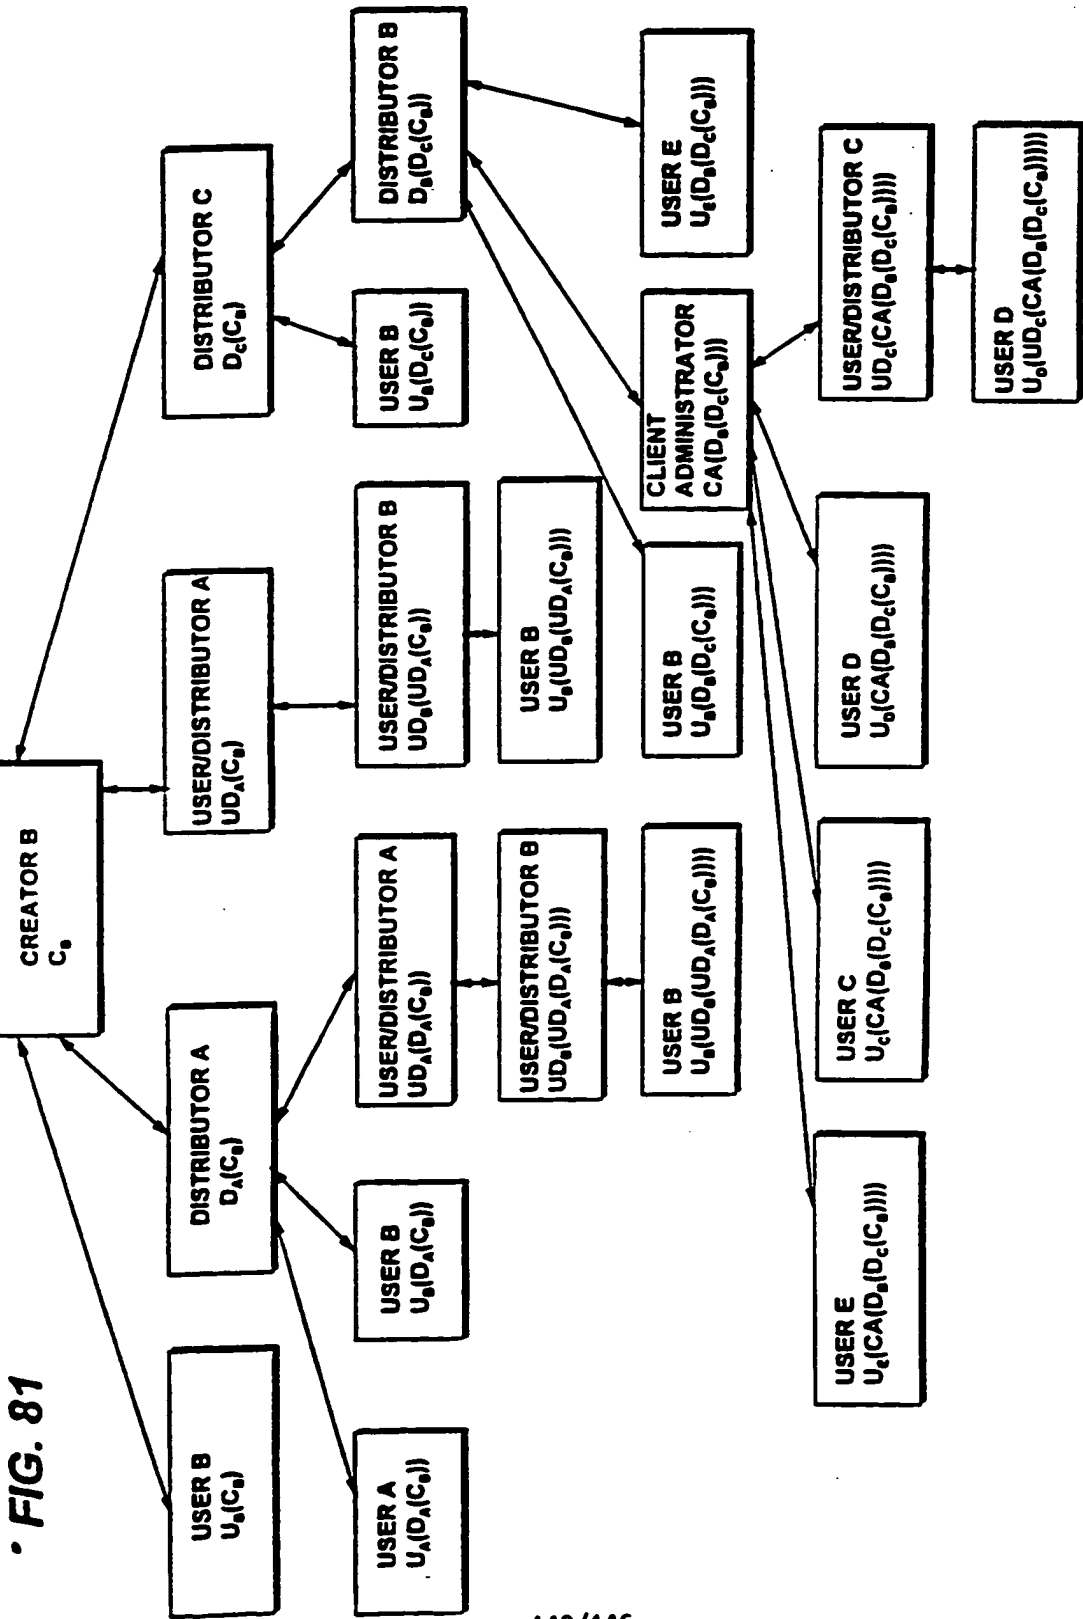 FIG. 81
CREATOR B
C_B
USER B
U_B(C_B)
DISTRIBUTOR A
D_A(C_B)
USER/DISTRIBUTOR A
UD_A(C_B)
DISTRIBUTOR C
D_C(C_B)
USER A
U_A(D_A(C_B))
USER B
U_B(D_A(C_B))
USER/DISTRIBUTOR A
UD_A(D_A(C_B))
USER/DISTRIBUTOR B
UD_B(UD_A(C_B))
USER B
U_B(D_C(C_B))
DISTRIBUTOR B
D_B(D_C(C_B))
USER/DISTRIBUTOR B
UD_B(UD_A(D_A(C_B)))
USER B
U_B(UD_B(UD_A(C_B)))
USER B
U_B(UD_B(UD_A(D_A(C_B))))
USER B
U_B(D_B(D_C(C_B)))
CLIENT
ADMINISTRATOR
CA(D_B(D_C(C_B)))
USER E
U_E(D_B(D_C(C_B)))
USER E
U_E(CA(D_B(D_C(C_B))))
USER C
U_C(CA(D_B(D_C(C_B))))
USER D
U_D(CA(D_B(D_C(C_B))))
USER/DISTRIBUTOR C
UD_C(CA(D_B(D_C(C_B))))
USER D
U_D(UD_C(CA(D_B(D_C(C_B)))))